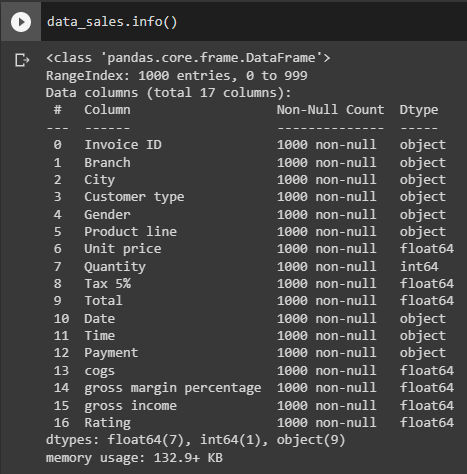 data_sales.info()
<class 'pandas.core.frame.DataFrame'>
RangeIndex: 1000 entries, 0 to 999
Data columns (total 17 columns):
 #   Column                   Non-Null Count  Dtype
---  ------                   --------------  -----
 0   Invoice ID               1000 non-null   object
 1   Branch                   1000 non-null   object
 2   City                     1000 non-null   object
 3   Customer type            1000 non-null   object
 4   Gender                   1000 non-null   object
 5   Product line             1000 non-null   object
 6   Unit price               1000 non-null   float64
 7   Quantity                 1000 non-null   int64
 8   Tax 5%                   1000 non-null   float64
 9   Total                    1000 non-null   float64
 10  Date                     1000 non-null   object
 11  Time                     1000 non-null   object
 12  Payment                  1000 non-null   object
 13  cogs                     1000 non-null   float64
 14  gross margin percentage  1000 non-null   float64
 15  gross income             1000 non-null   float64
 16  Rating                   1000 non-null   float64
dtypes: float64(7), int64(1), object(9)
memory usage: 132.9+ KB